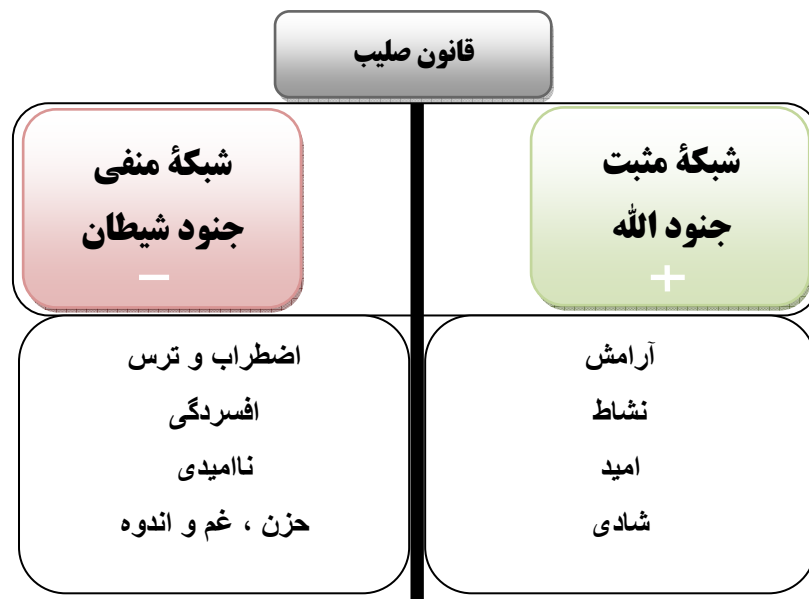 قانون صلیب
شبکهٔ مثبت
جنود الله
+
شبکهٔ منفی
جنود شیطان
−
آرامش
نشاط
امید
شادی
اضطراب و ترس
افسردگی
ناامیدی
حزن ، غم و اندوه